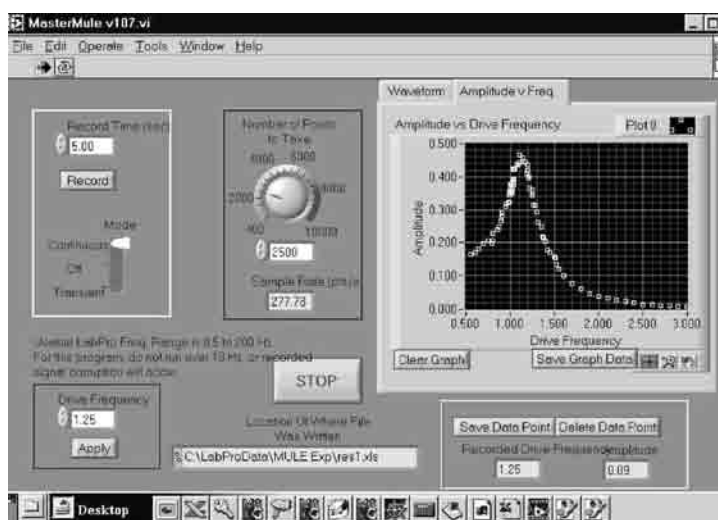 MasterMule v107.vi
File Edit Operate Tools Window Help
Waveform Amplitude v Freq
Record Time (sec)
5.00
Record
Mode
Continuous
Off
Transient
Number of Points
to Take
4000 6000
2000 8000
400 10000
2500
Sample Rate
277.78
Amplitude vs Drive Frequency
Plot 0
0.500
0.400
0.300
0.200
0.100
0.000
Amplitude
0.500 1.000 1.500 2.000 2.500 3.000
Drive Frequency
Clear Graph Save Graph Data
LabPro Freq. Range is 0.5 to 200 Hz.
For this program, do not run over 13 Hz, or recorded
signal corruption will occur.
STOP
Drive Frequency
1.25
Apply
Location Of Where File
Was Written
C:\LabProData\MULE Exp\res1.xls
Save Data Point Delete Data Point
Recorded Drive Frequency Amplitude
1.25 0.09
Desktop